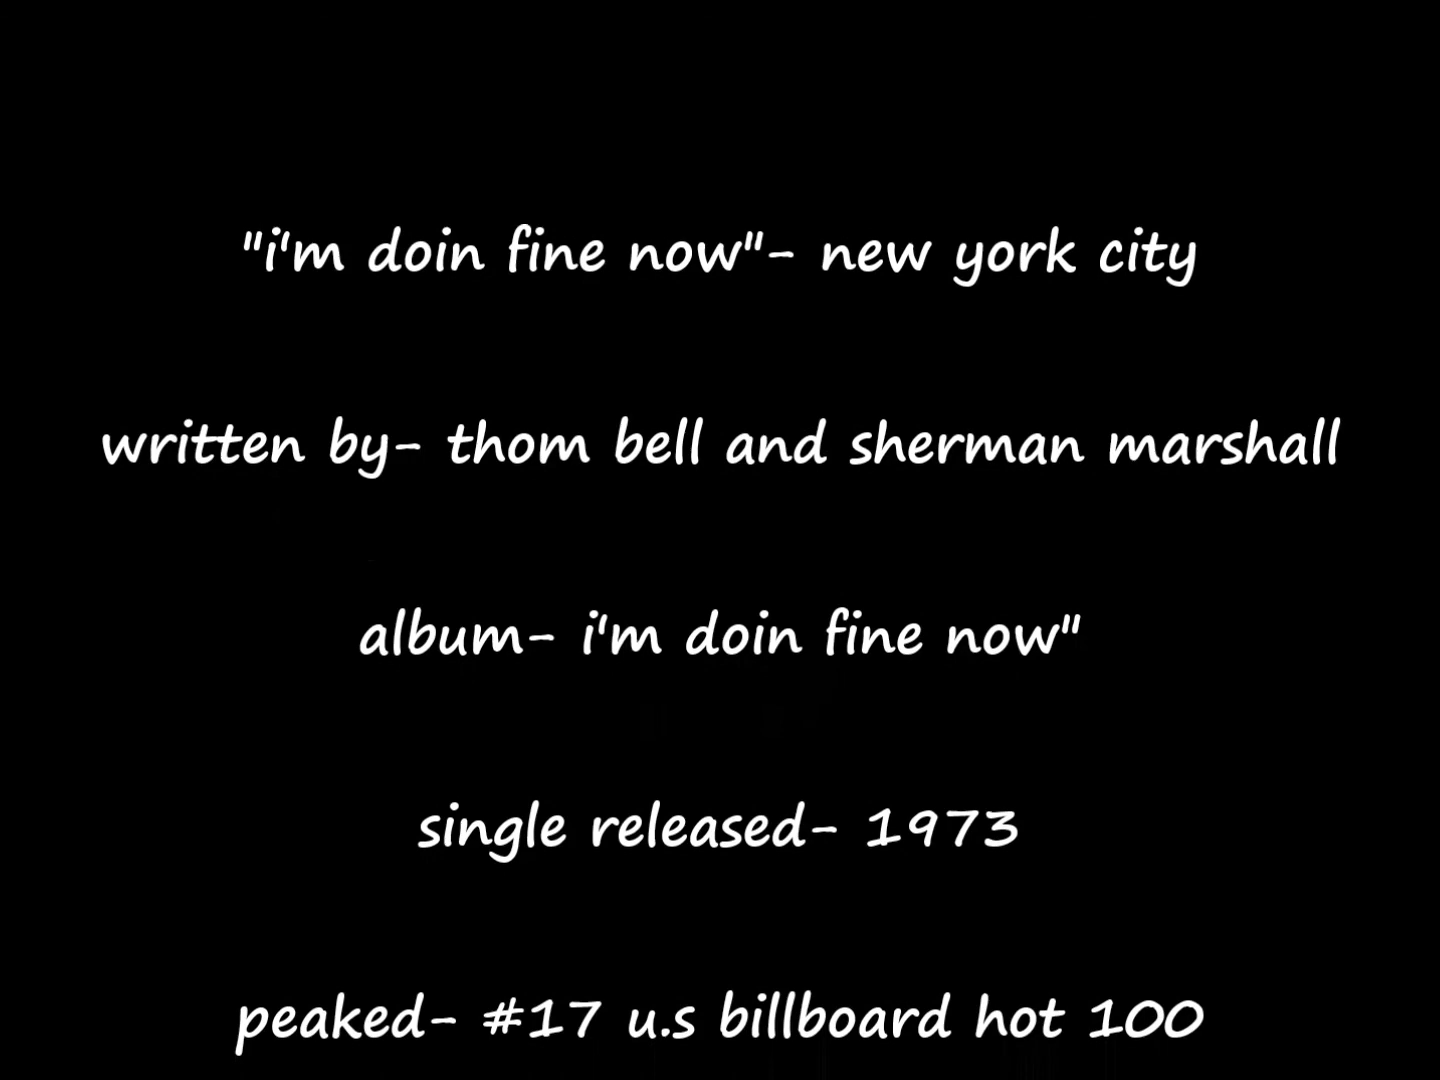 "i'm doin fine now"- new york city
written by- thom bell and sherman marshall
album- i'm doin fine now"
single released- 1973
peaked- #17 u.s billboard hot 100